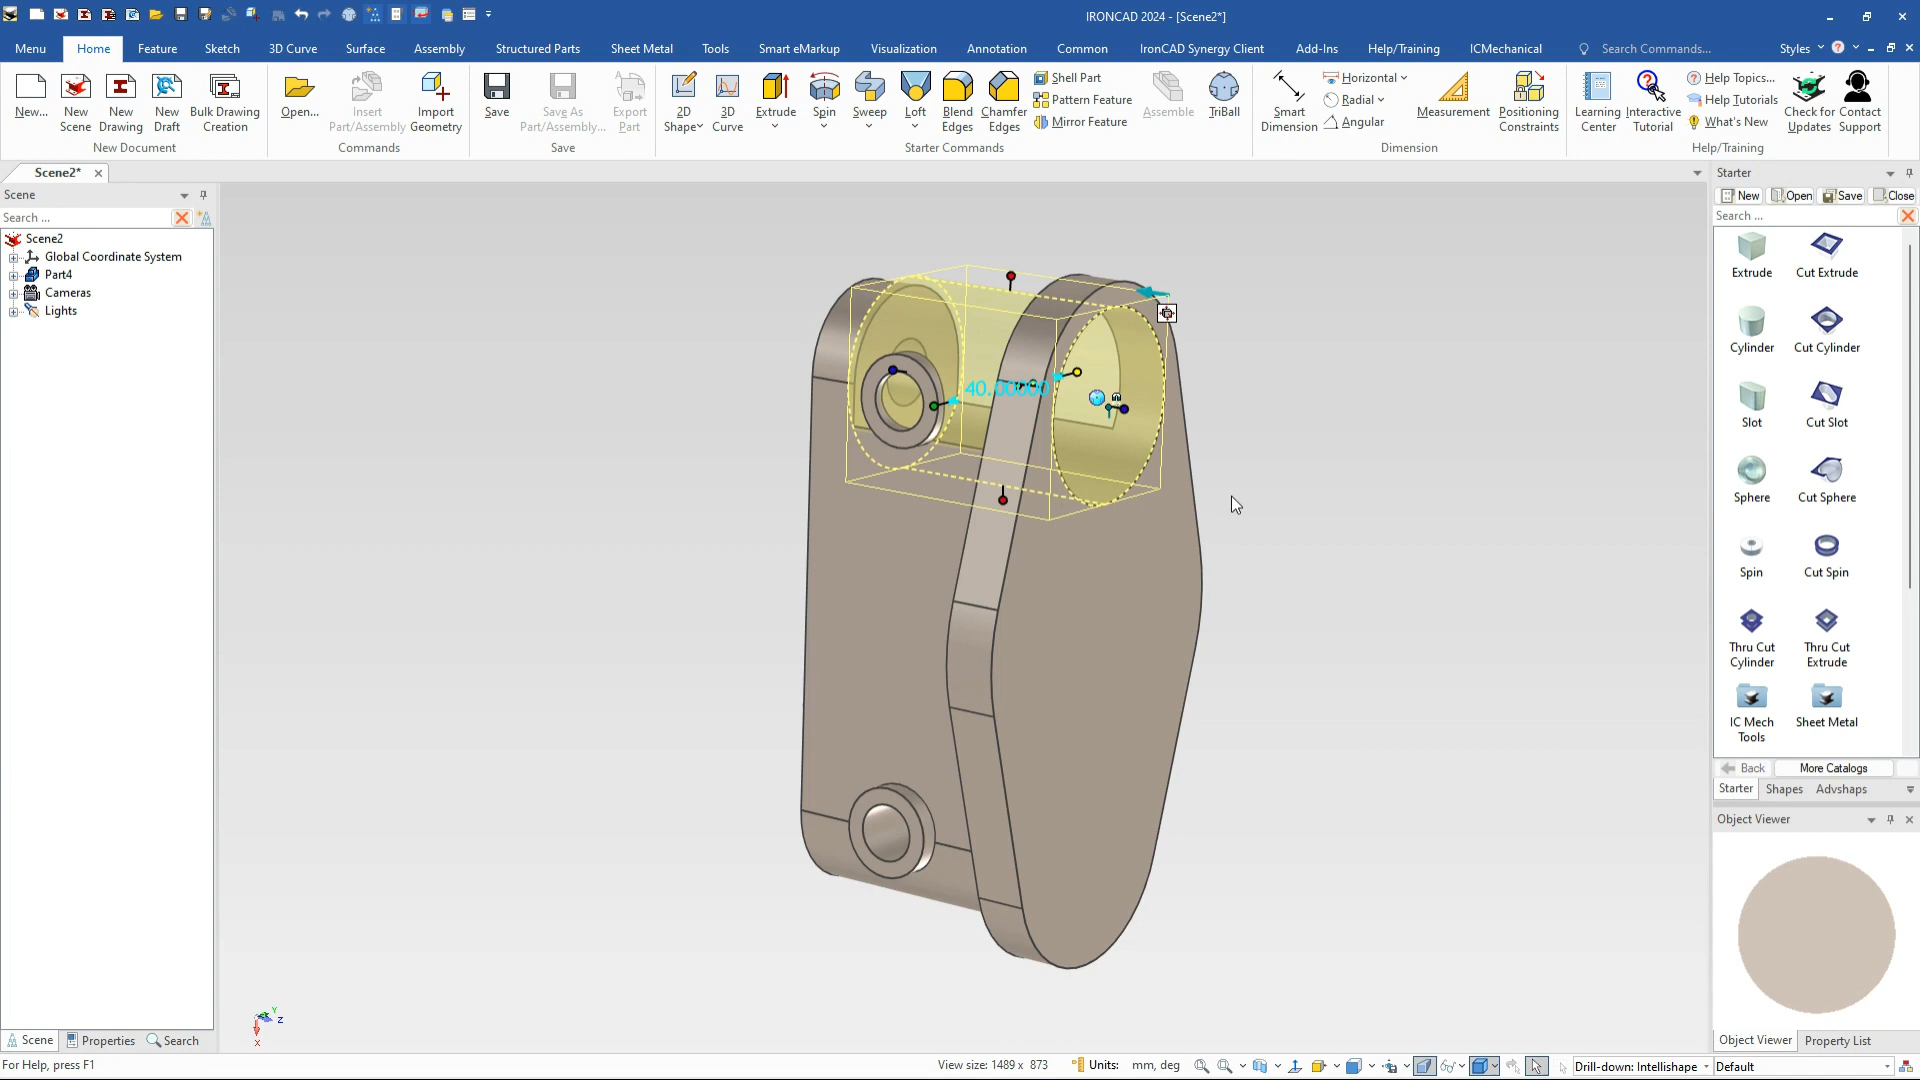 IRONCAD 2024 - [Scene2*]
Menu
Home
Feature
Sketch
3D Curve
Surface
Assembly
Structured Parts
Sheet Metal
Tools
Smart eMarkup
Visualization
Annotation
Common
IronCAD Synergy Client
Add-Ins
Help/Training
ICMechanical
Search Commands...
Styles
New...
New Scene
New Drawing
New Draft
Bulk Drawing Creation
New Document
Open...
Insert Part/Assembly
Import Geometry
Commands
Save
Save As Part/Assembly...
Export Part
Save
2D Shape
3D Curve
Extrude
Spin
Sweep
Loft
Blend Edges
Chamfer Edges
Shell Part
Pattern Feature
Mirror Feature
Assemble
TriBall
Starter Commands
Smart Dimension
Horizontal
Radial
Angular
Measurement
Positioning Constraints
Dimension
Learning Center
Interactive Tutorial
Help Topics...
Help Tutorials
What's New
Check for Updates
Contact Support
Help/Training
Scene2*
Scene
Search ...
Scene2
Global Coordinate System
Part4
Cameras
Lights
40.00000
Y
Z
X
Starter
New
Open
Save
Close
Search ...
Extrude
Cut Extrude
Cylinder
Cut Cylinder
Slot
Cut Slot
Sphere
Cut Sphere
Spin
Cut Spin
Thru Cut Cylinder
Thru Cut Extrude
IC Mech Tools
Sheet Metal
Back
More Catalogs
Starter
Shapes
Advshaps
Object Viewer
Object Viewer
Property List
Scene
Properties
Search
For Help, press F1
View size: 1489 x 873
Units: mm, deg
Drill-down: Intellishape
Default